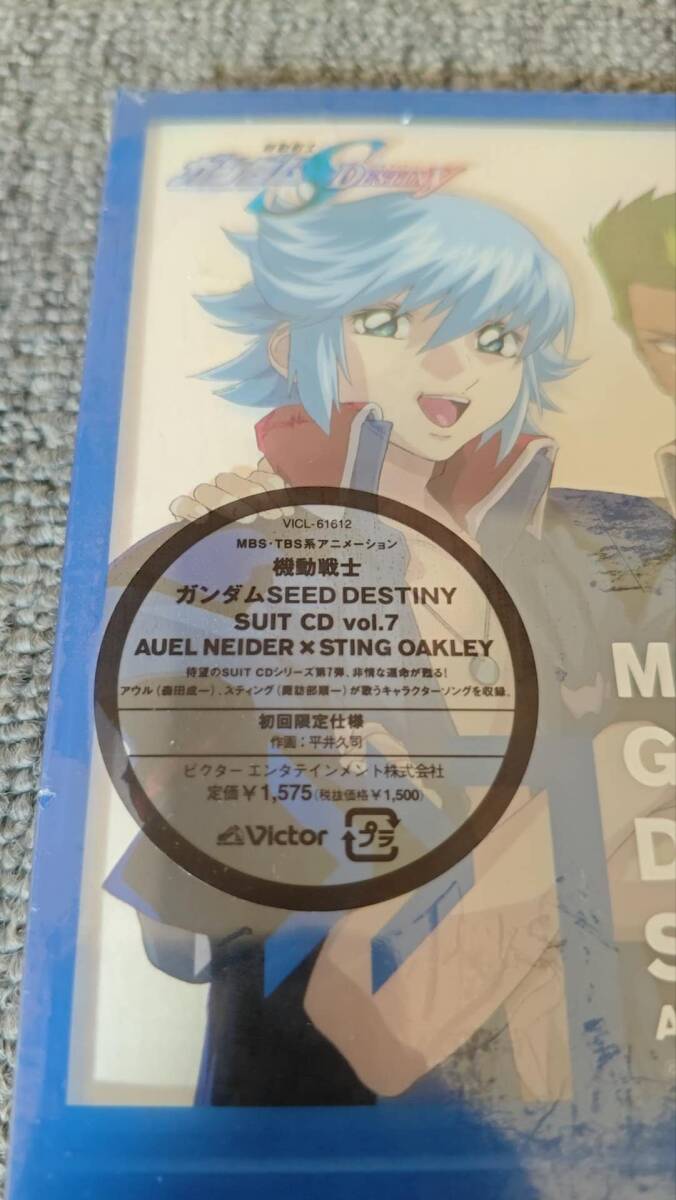 機動戦士
ガンダムSEED DESTINY
VICL-61612
MBS・TBS系アニメーション
機動戦士
ガンダムSEED DESTINY
SUIT CD vol.7
AUEL NEIDER×STING OAKLEY
待望のSUIT CDシリーズ第7弾、非情な運命が甦る!
アウル(森田成一)、スティング(諏訪部順一)が歌うキャラクターソングを収録。
初回限定仕様
作画:平井久司
ビクター エンタテインメント株式会社
定価¥1,575(税抜価格¥1,500)
Victor
プラ
M
G
D
S
A